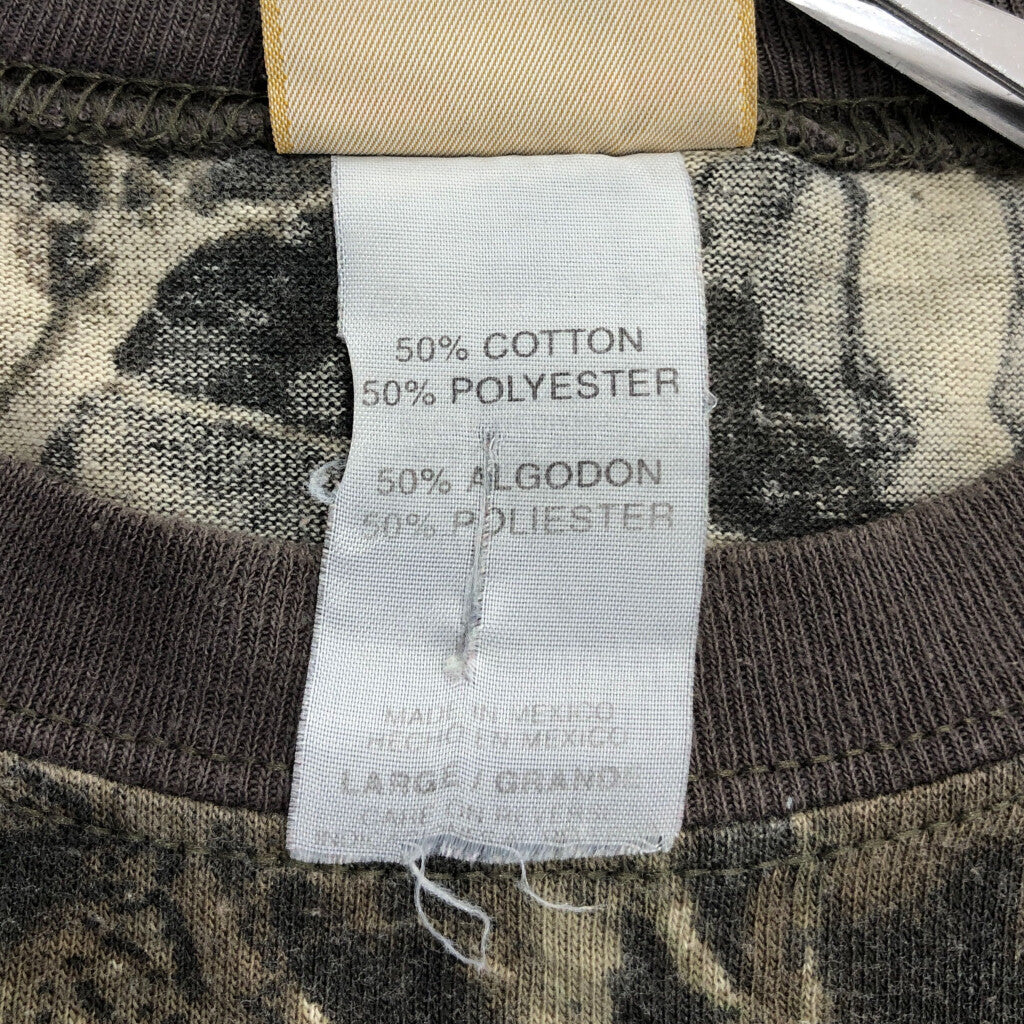 50% COTTON
50% POLYESTER
50% ALGODON
50% POLIESTER
MADE IN MEXICO
HECHO EN MEXICO
LARGE / GRANDE